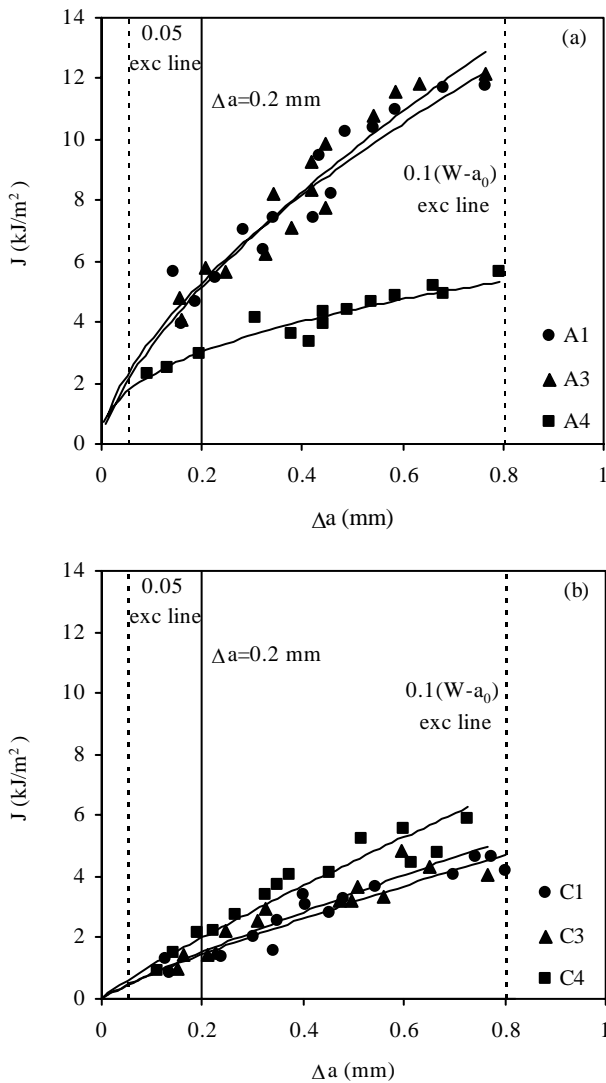 14
12
10
8
6
4
2
0
J (kJ/m²)
0.05
exc line
Δa=0.2 mm
(a)
0.1(W-a₀)
exc line
A1
A3
A4
0
0.2
0.4
0.6
0.8
1
Δa (mm)
14
12
10
8
6
4
2
0
J (kJ/m²)
0.05
exc line
Δa=0.2 mm
(b)
0.1(W-a₀)
exc line
C1
C3
C4
0
0.2
0.4
0.6
0.8
1
Δa (mm)